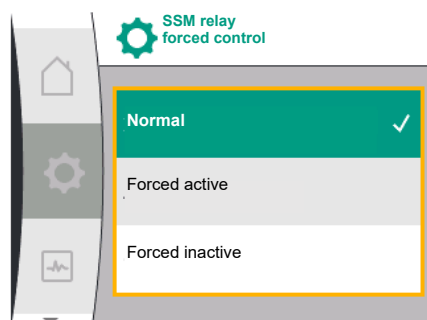 SSM relay
forced control
Normal
Forced active
Forced inactive